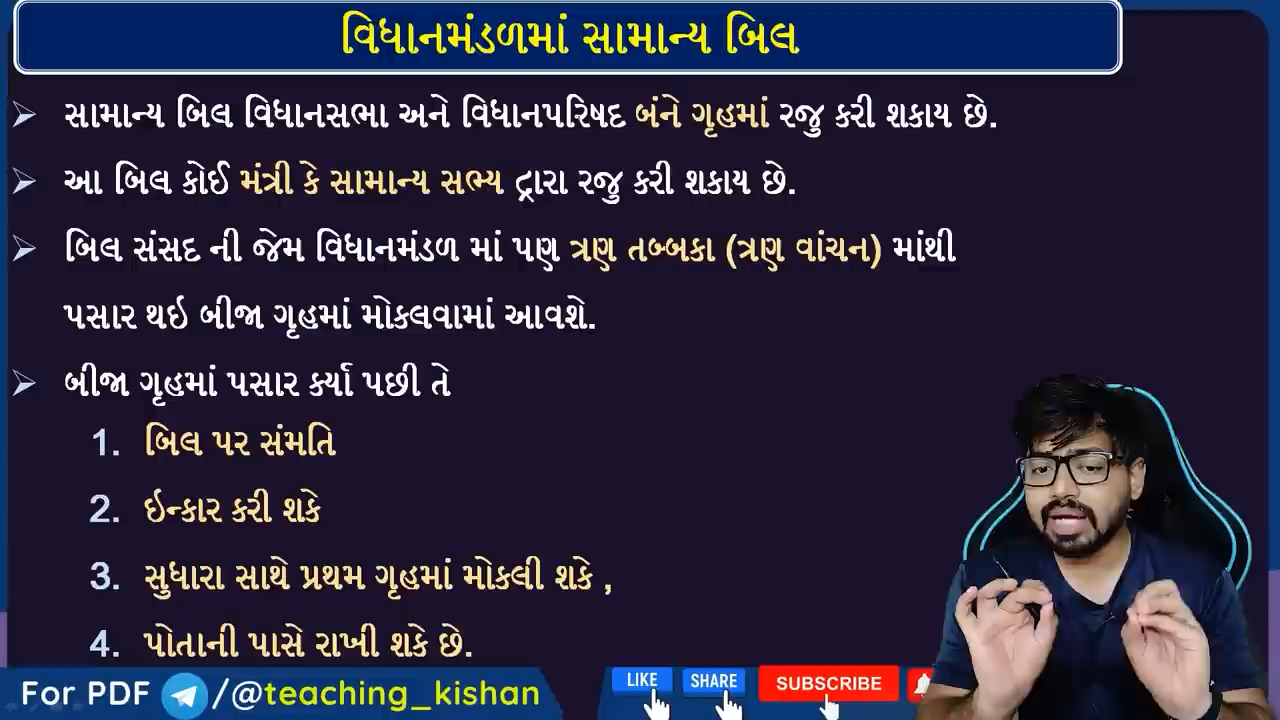 વિધાનમંડળમાં સામાન્ય બિલ
સામાન્ય બિલ વિધાનસભા અને વિધાનપરિષદ બંને ગૃહમાં રજુ કરી શકાય છે.
આ બિલ કોઈ મંત્રી કે સામાન્ય સભ્ય દ્રારા રજુ કરી શકાય છે.
બિલ સંસદ ની જેમ વિધાનમંડળ માં પણ ત્રણ તબ્બકા (ત્રણ વાંચન) માંથી
પસાર થઇ બીજા ગૃહમાં મોકલવામાં આવશે.
બીજા ગૃહમાં પસાર કર્યા પછી તે
1. બિલ પર સંમતિ
2. ઇન્કાર કરી શકે
3. સુધારા સાથે પ્રથમ ગૃહમાં મોકલી શકે ,
4. પોતાની પાસે રાખી શકે છે.
For PDF /@teaching_kishan
LIKE SHARE SUBSCRIBE